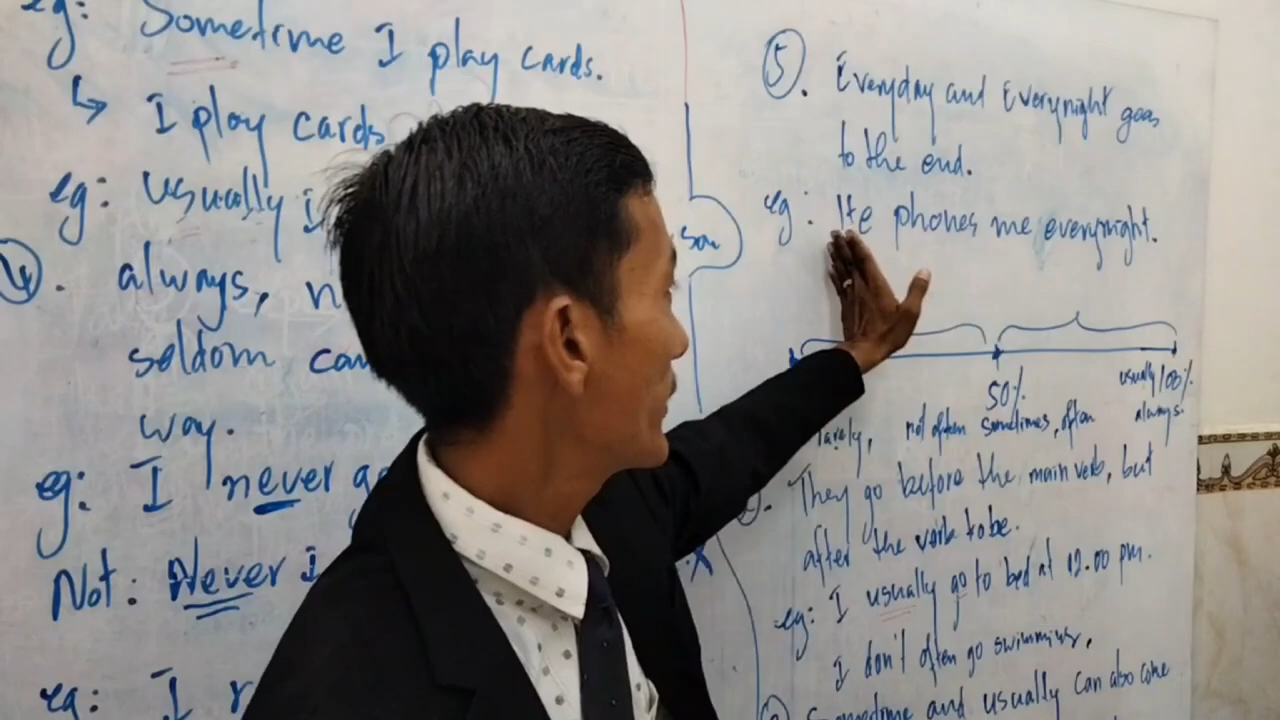 eg: Sometime I play cards.
↳ I play cards
eg: Usually I
④. always, n
seldom can
way.
eg: I never go
Not: Never I
eg: I r
⑤. Everyday and Everynight goes
to the end.
eg: He phones me everynight.
50% usually 100%
rarely, not often sometimes, often always.
They go before the main verb, but
after the verb to be.
eg: I usually go to bed at 12.00 pm.
I don't often go swimming.
Sometime and usually can also come